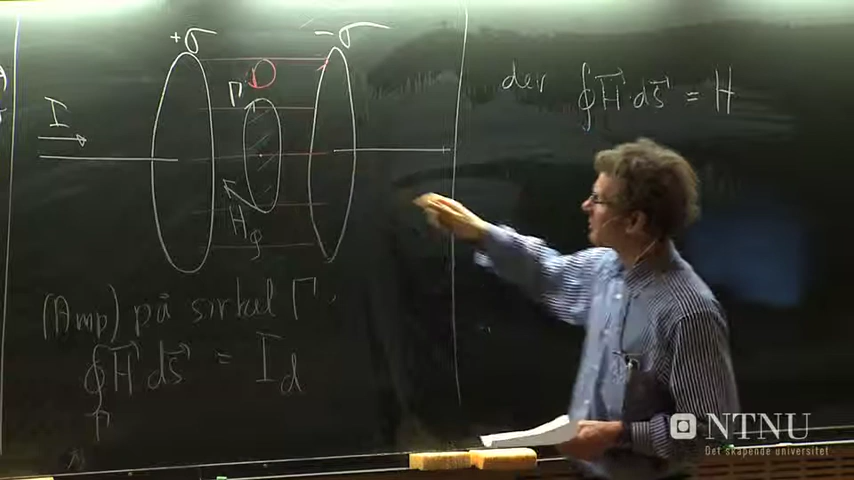 +σ
−σ
Γ
I
H_φ
(Amp) på sirkel Γ.
∮ H⃗·ds⃗ = I_d
Γ
der ∮ H⃗·ds⃗ = H
NTNU
Det skapende universitet